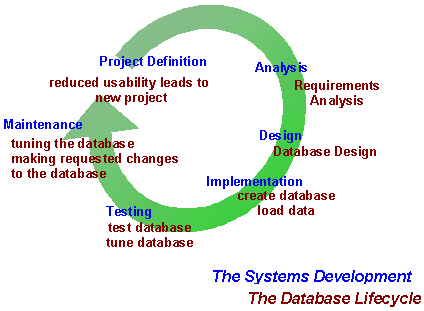 Project Definition
reduced usability leads to
new project
Analysis
Requirements
Analysis
Design
Database Design
Implementation
create database
load data
Testing
test database
tune database
Maintenance
tuning the database
making requested changes
to the database
The Systems Development
The Database Lifecycle